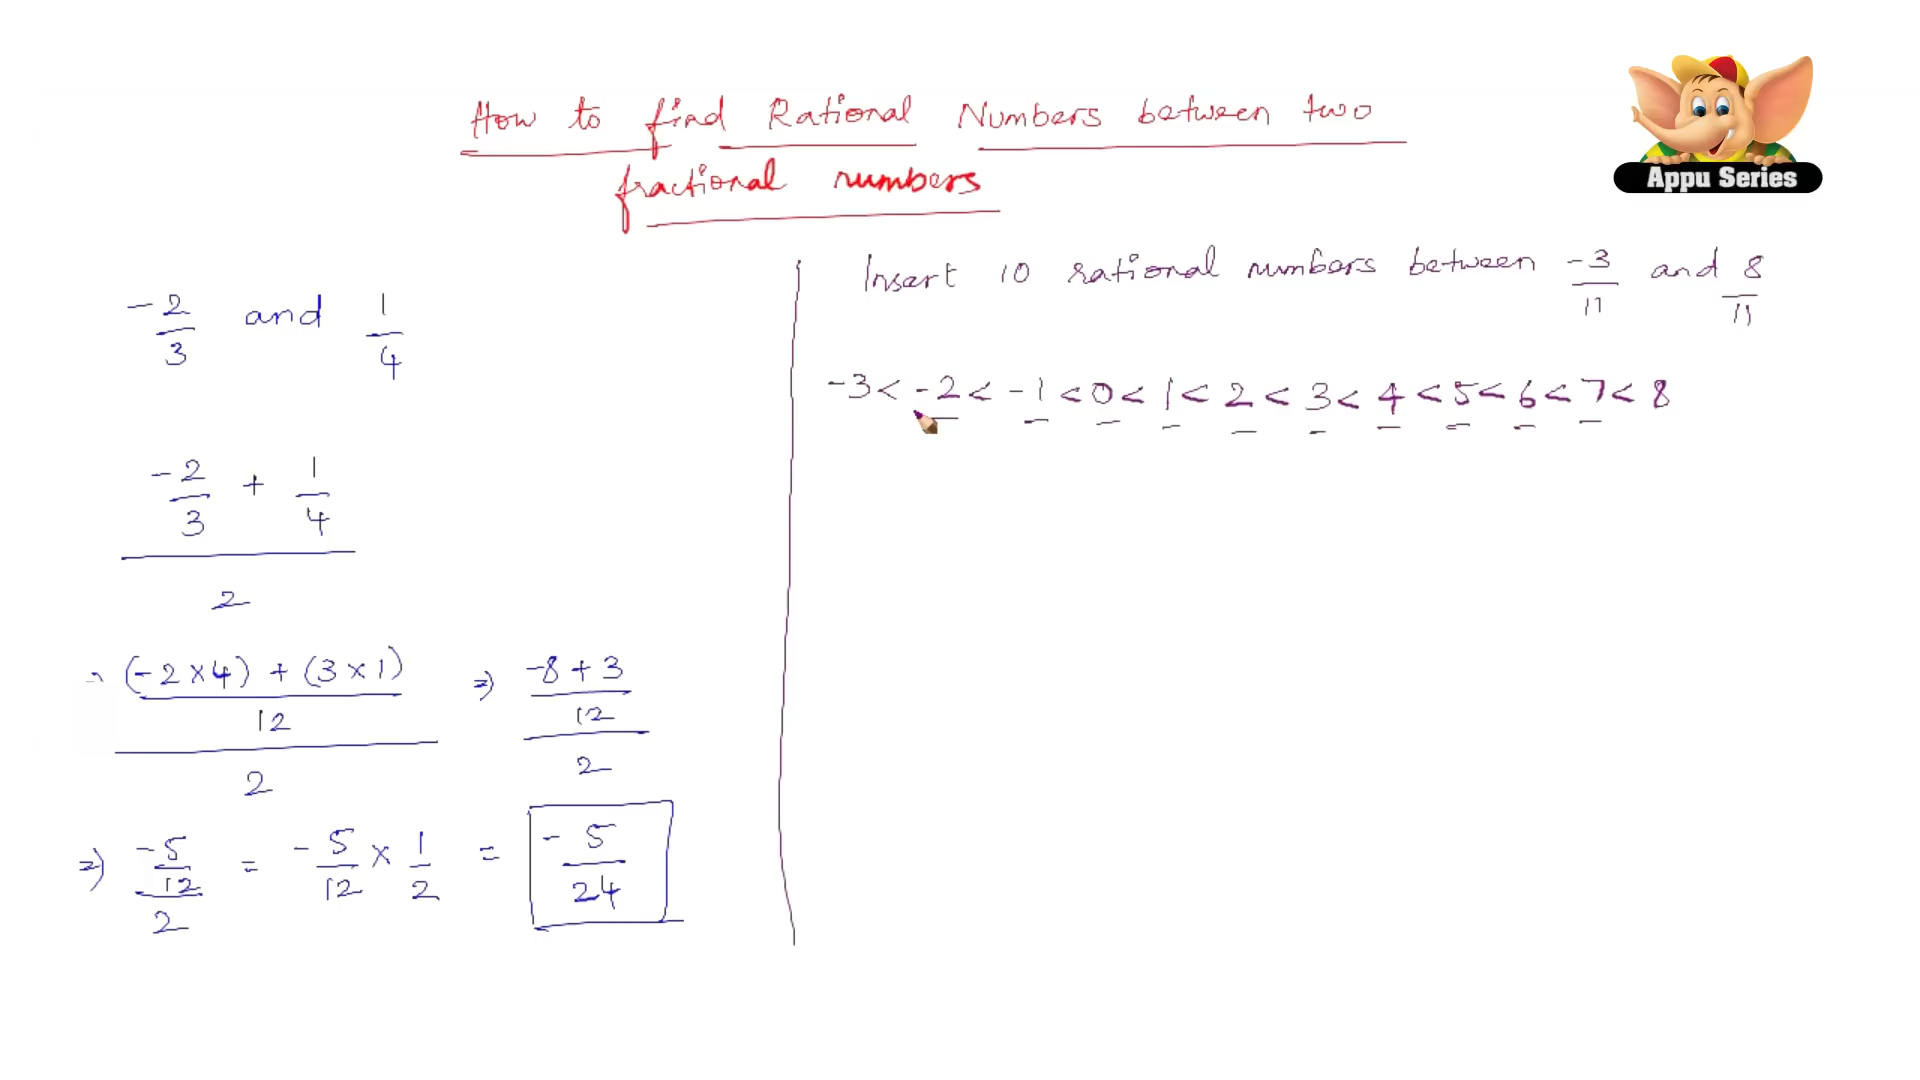 How to find Rational Numbers between two
fractional numbers
Appu Series
-2/3 and 1/4
-2/3 + 1/4
2
(-2×4) + (3×1)
12
2
⇒ -8+3
12
2
⇒ -5/12
2
= -5/12 × 1/2 = -5/24
Insert 10 rational numbers between -3/11 and 8/11
-3 < -2 < -1 < 0 < 1 < 2 < 3 < 4 < 5 < 6 < 7 < 8